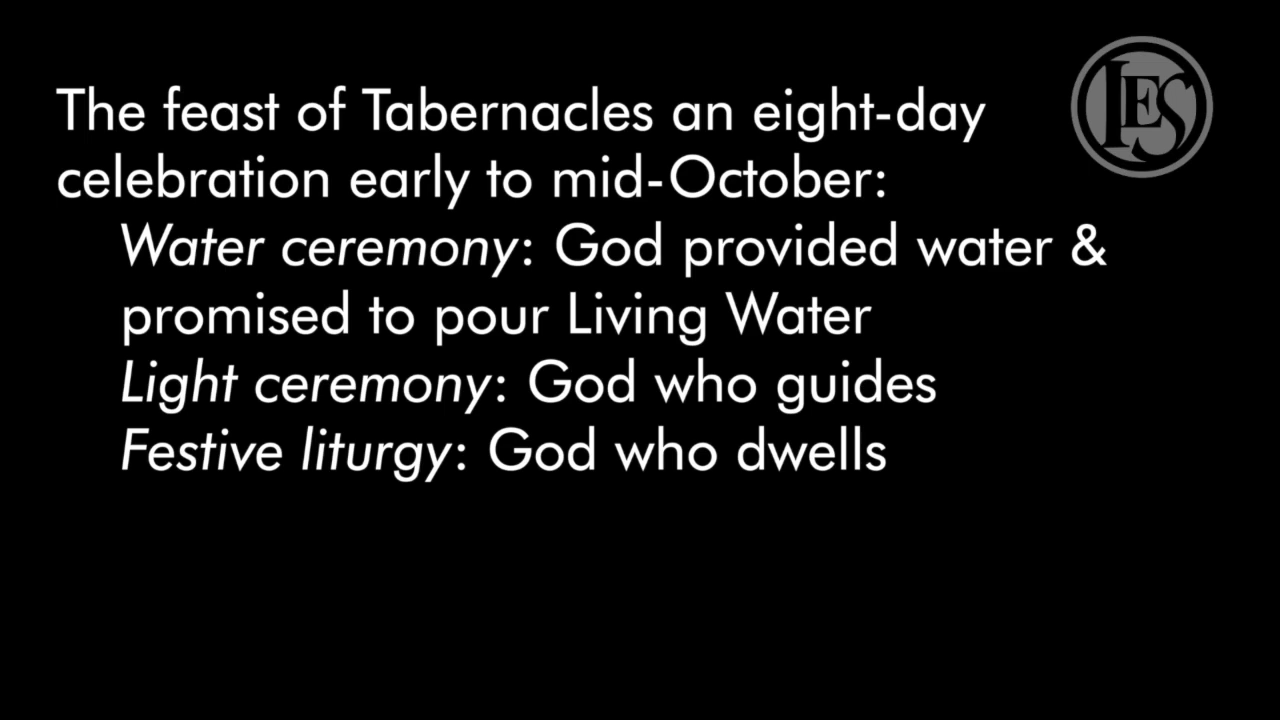 The feast of Tabernacles an eight-day
celebration early to mid-October:
Water ceremony: God provided water &
promised to pour Living Water
Light ceremony: God who guides
Festive liturgy: God who dwells
LES